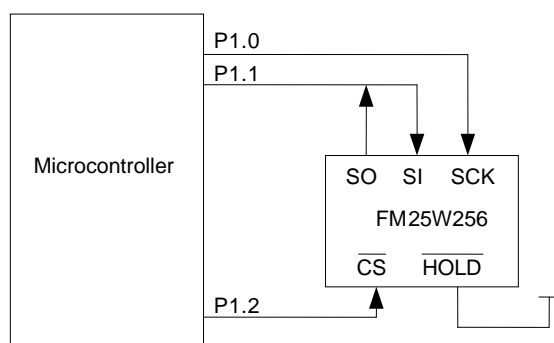 P1.0
P1.1
Microcontroller
SO SI SCK
FM25W256
CS HOLD
P1.2